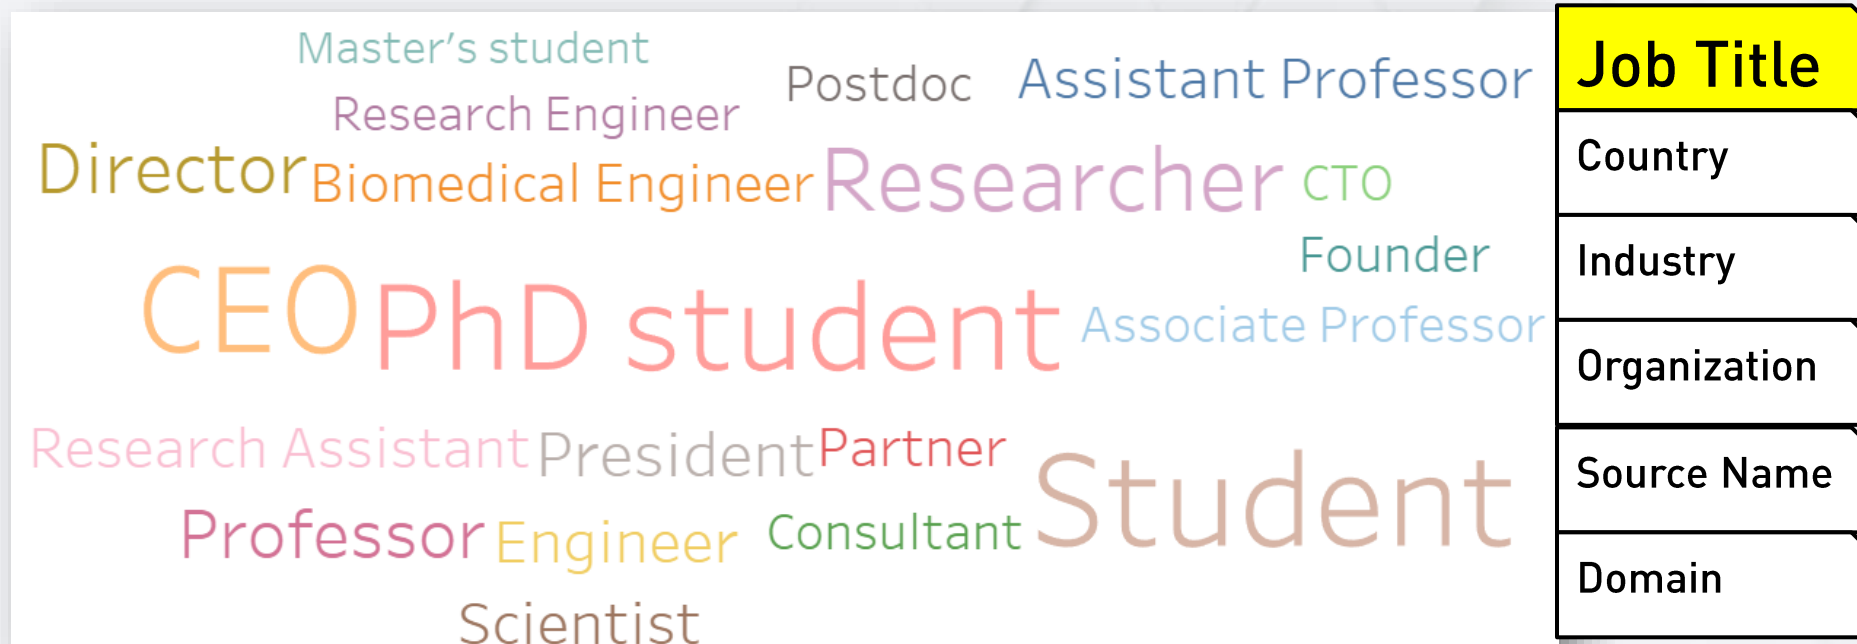 Master's student
Postdoc
Assistant Professor
Research Engineer
Director
Biomedical Engineer
Researcher
CTO
Founder
CEO
PhD student
Associate Professor
Research Assistant
President
Partner
Student
Professor
Engineer
Consultant
Scientist
Job Title
Country
Industry
Organization
Source Name
Domain